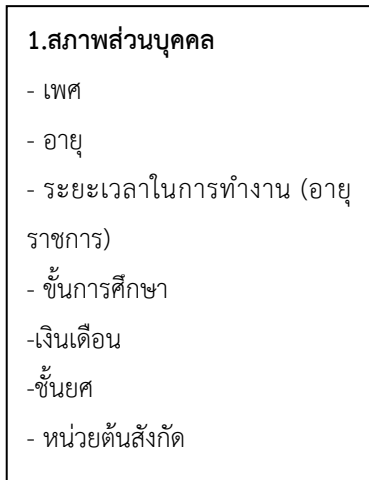 1.สภาพส่วนบุคคล
- เพศ
- อายุ
- ระยะเวลาในการทำงาน (อายุ
ราชการ)
- ขั้นการศึกษา
-เงินเดือน
-ชั้นยศ
- หน่วยต้นสังกัด